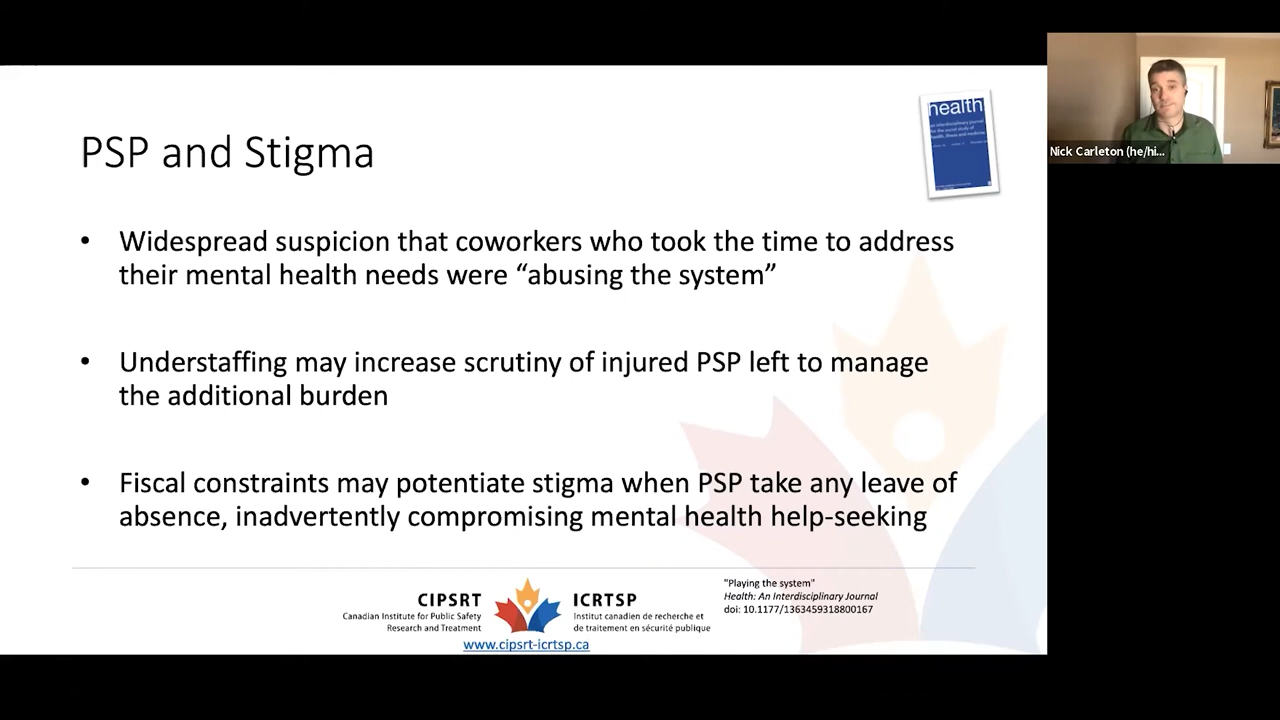 PSP and Stigma
health
• Widespread suspicion that coworkers who took the time to address
their mental health needs were “abusing the system”
• Understaffing may increase scrutiny of injured PSP left to manage
the additional burden
• Fiscal constraints may potentiate stigma when PSP take any leave of
absence, inadvertently compromising mental health help-seeking
CIPSRT
Canadian Institute for Public Safety
Research and Treatment
ICRTSP
Institut canadien de recherche et
de traitement en sécurité publique
www.cipsrt-icrtsp.ca
"Playing the system"
Health: An Interdisciplinary Journal
doi: 10.1177/1363459318800167
Nick Carleton (he/hi...